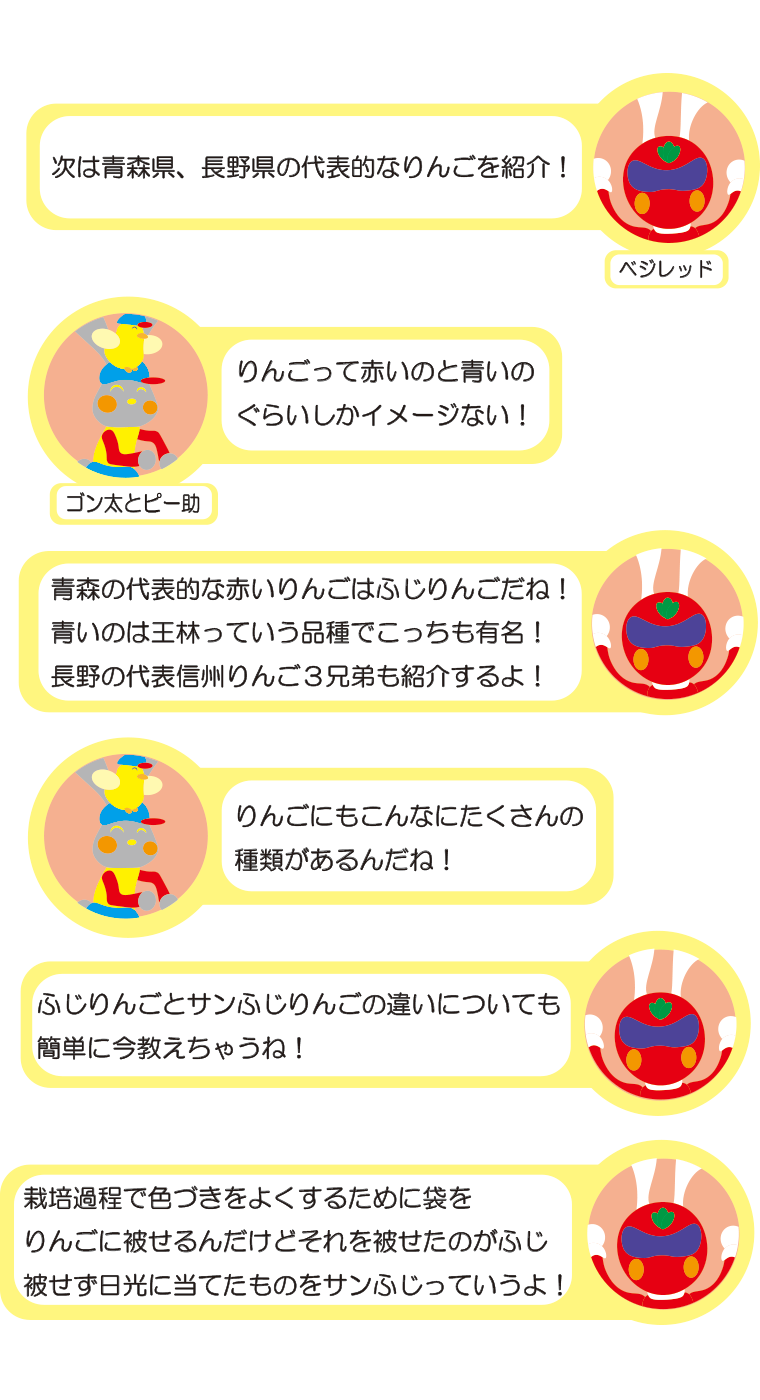 次は青森県、長野県の代表的なりんごを紹介！
ベジレッド
りんごって赤いのと青いの
ぐらいしかイメージない！
ゴン太とピー助
青森の代表的な赤いりんごはふじりんごだね！
青いのは王林っていう品種でこっちも有名！
長野の代表信州りんご３兄弟も紹介するよ！
りんごにもこんなにたくさんの
種類があるんだね！
ふじりんごとサンふじりんごの違いについても
簡単に今教えちゃうね！
栽培過程で色づきをよくするために袋を
りんごに被せるんだけどそれを被せたのがふじ
被せず日光に当てたものをサンふじっていうよ！